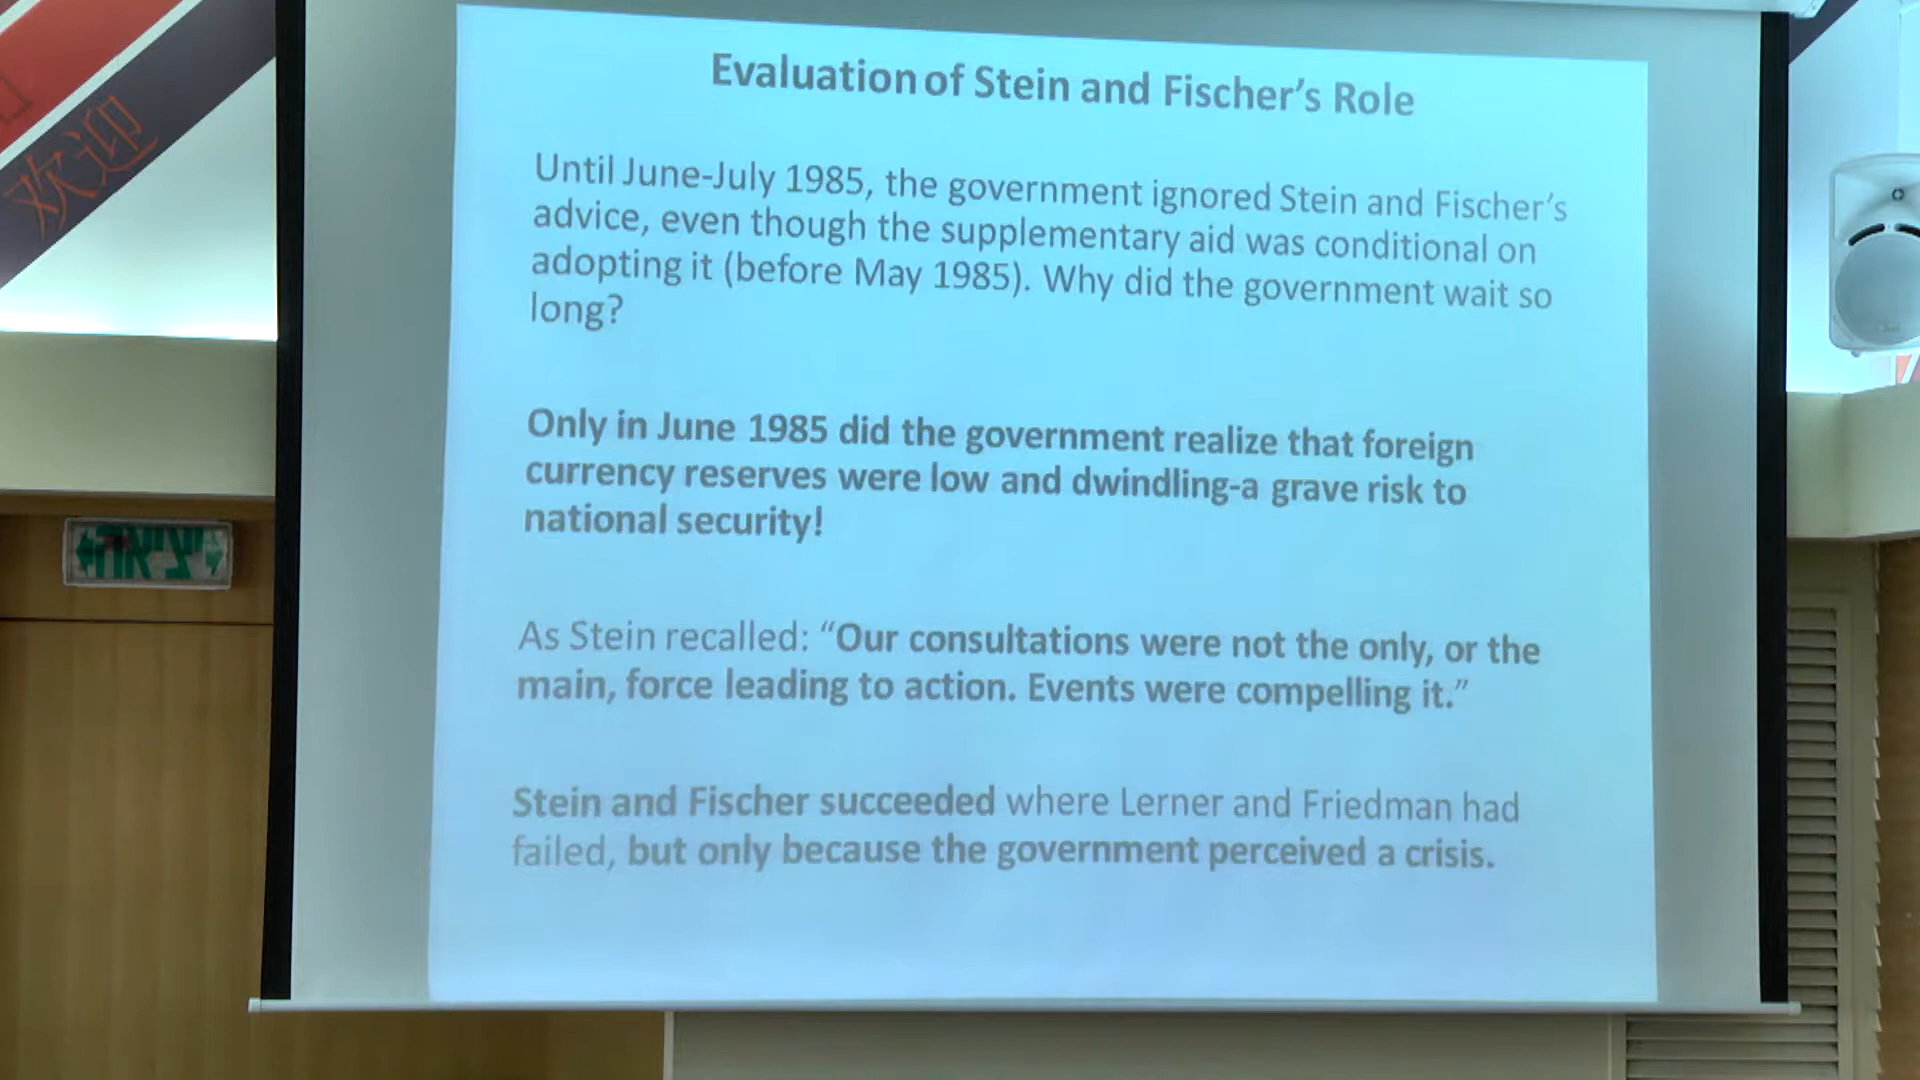 欢迎
Evaluation of Stein and Fischer's Role
Until June-July 1985, the government ignored Stein and Fischer's
advice, even though the supplementary aid was conditional on
adopting it (before May 1985). Why did the government wait so
long?
Only in June 1985 did the government realize that foreign
currency reserves were low and dwindling-a grave risk to
national security!
As Stein recalled: “Our consultations were not the only, or the
main, force leading to action. Events were compelling it.”
Stein and Fischer succeeded where Lerner and Friedman had
failed, but only because the government perceived a crisis.
יציאה